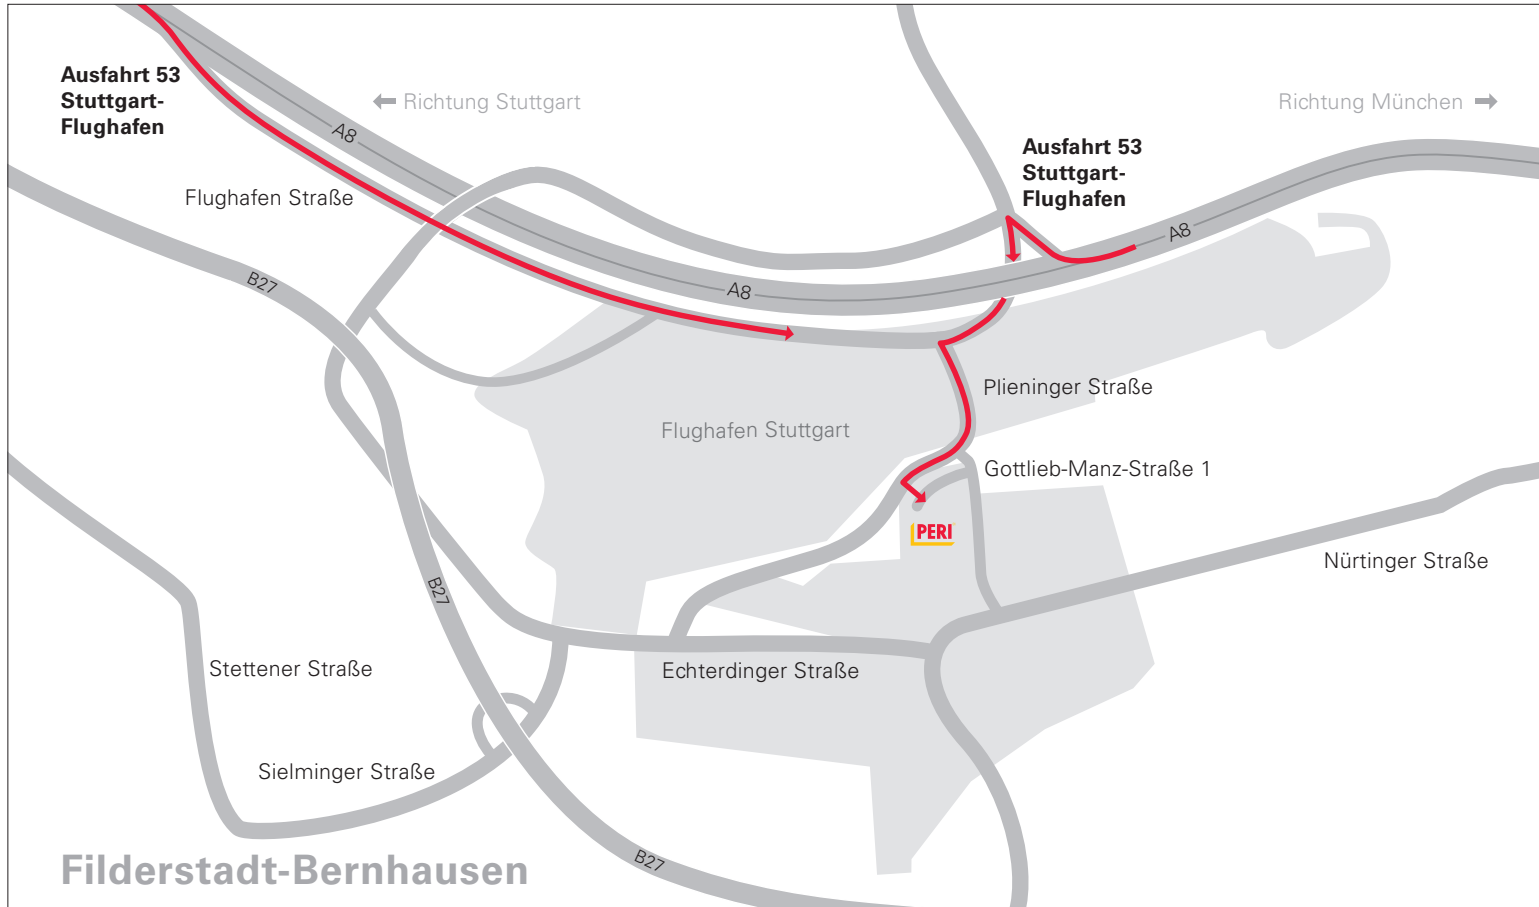 Ausfahrt 53
Stuttgart-
Flughafen
Richtung Stuttgart
Richtung München
A8
Ausfahrt 53
Stuttgart-
Flughafen
Flughafen Straße
A8
B27
A8
Plieninger Straße
Flughafen Stuttgart
Gottlieb-Manz-Straße 1
PERI
Nürtinger Straße
B27
Stettener Straße
Echterdinger Straße
Sielminger Straße
B27
Filderstadt-Bernhausen